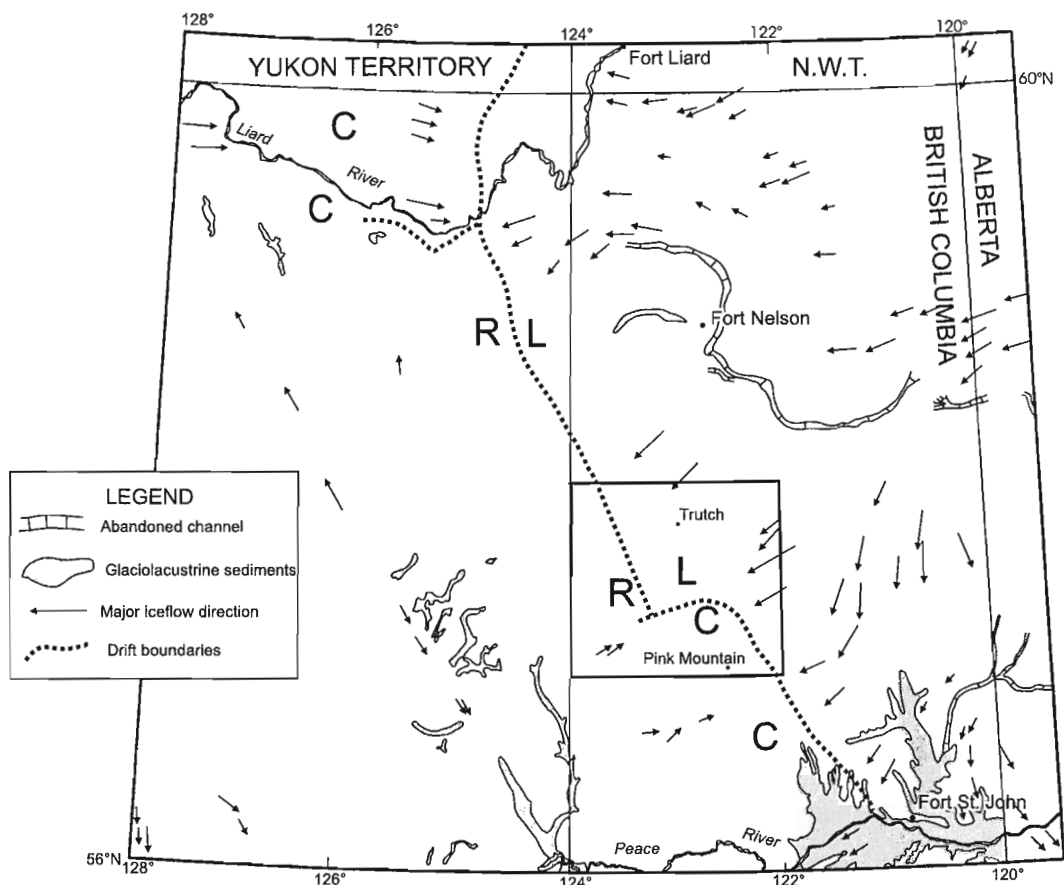 128°
126°
124°
122°
120°
YUKON TERRITORY
Fort Liard
N.W.T.
60°N
C
Liard
River
C
BRITISH COLUMBIA
ALBERTA
R L
Fort Nelson
LEGEND
Abandoned channel
Glaciolacustrine sediments
Major iceflow direction
Drift boundaries
Trutch
L
R
C
Pink Mountain
C
Fort St. John
Peace
River
56°N
128°
126°
124°
122°
120°